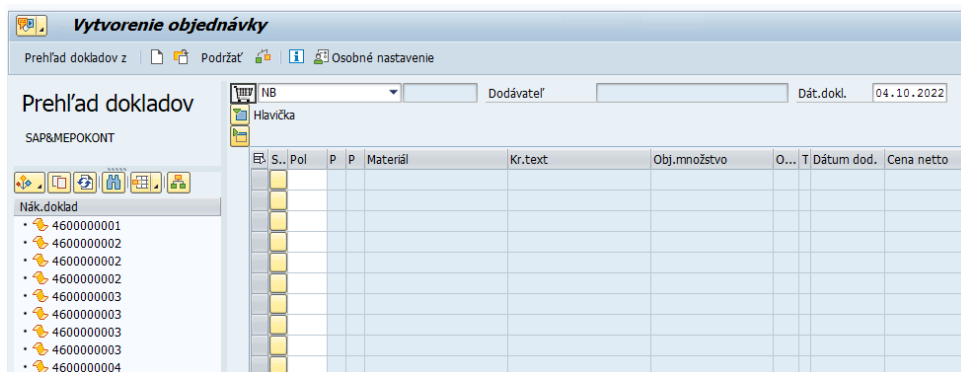 Vytvorenie objednávky
Prehľad dokladov z Podržať Osobné nastavenie
Prehľad dokladov
SAP&MEPOKONT
Nák.doklad
4600000001
4600000002
4600000002
4600000002
4600000003
4600000003
4600000003
4600000003
4600000004
NB Dodávateľ Dát.dokl. 04.10.2022
Hlavička
S.. Pol P P Materiál Kr.text Obj.množstvo O... T Dátum dod. Cena netto